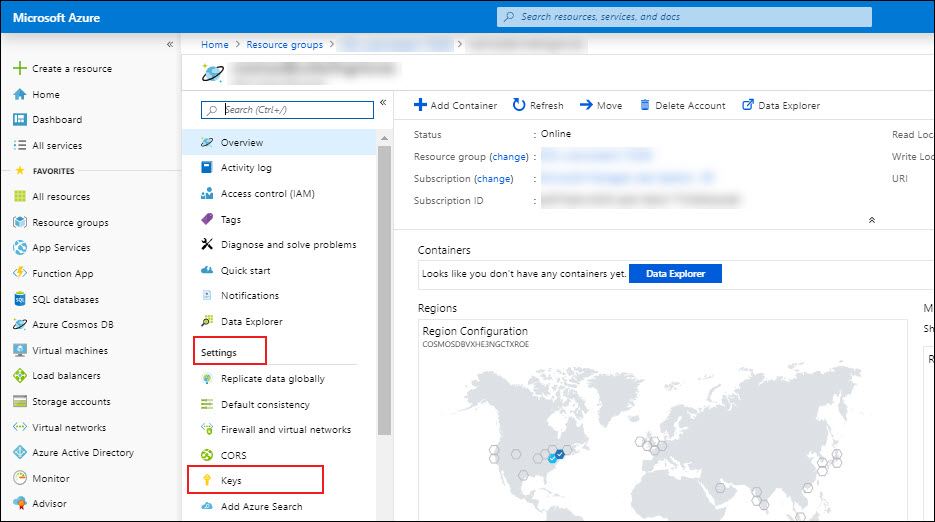 Microsoft Azure
Search resources, services, and docs
«
Create a resource
Home
Dashboard
All services
FAVORITES
All resources
Resource groups
App Services
Function App
SQL databases
Azure Cosmos DB
Virtual machines
Load balancers
Storage accounts
Virtual networks
Azure Active Directory
Monitor
Advisor
Home > Resource groups > >
Search (Ctrl+/)
«
Overview
Activity log
Access control (IAM)
Tags
Diagnose and solve problems
Quick start
Notifications
Data Explorer
Settings
Replicate data globally
Default consistency
Firewall and virtual networks
CORS
Keys
Add Azure Search
Add Container Refresh Move Delete Account Data Explorer
Status : Online
Resource group (change) :
Subscription (change) :
Subscription ID :
Read Loc
Write Loc
URI
Containers
Looks like you don't have any containers yet. Data Explorer
Regions
Region Configuration
COSMOSDBVXHE3NGCTXROE
M
Sh
R